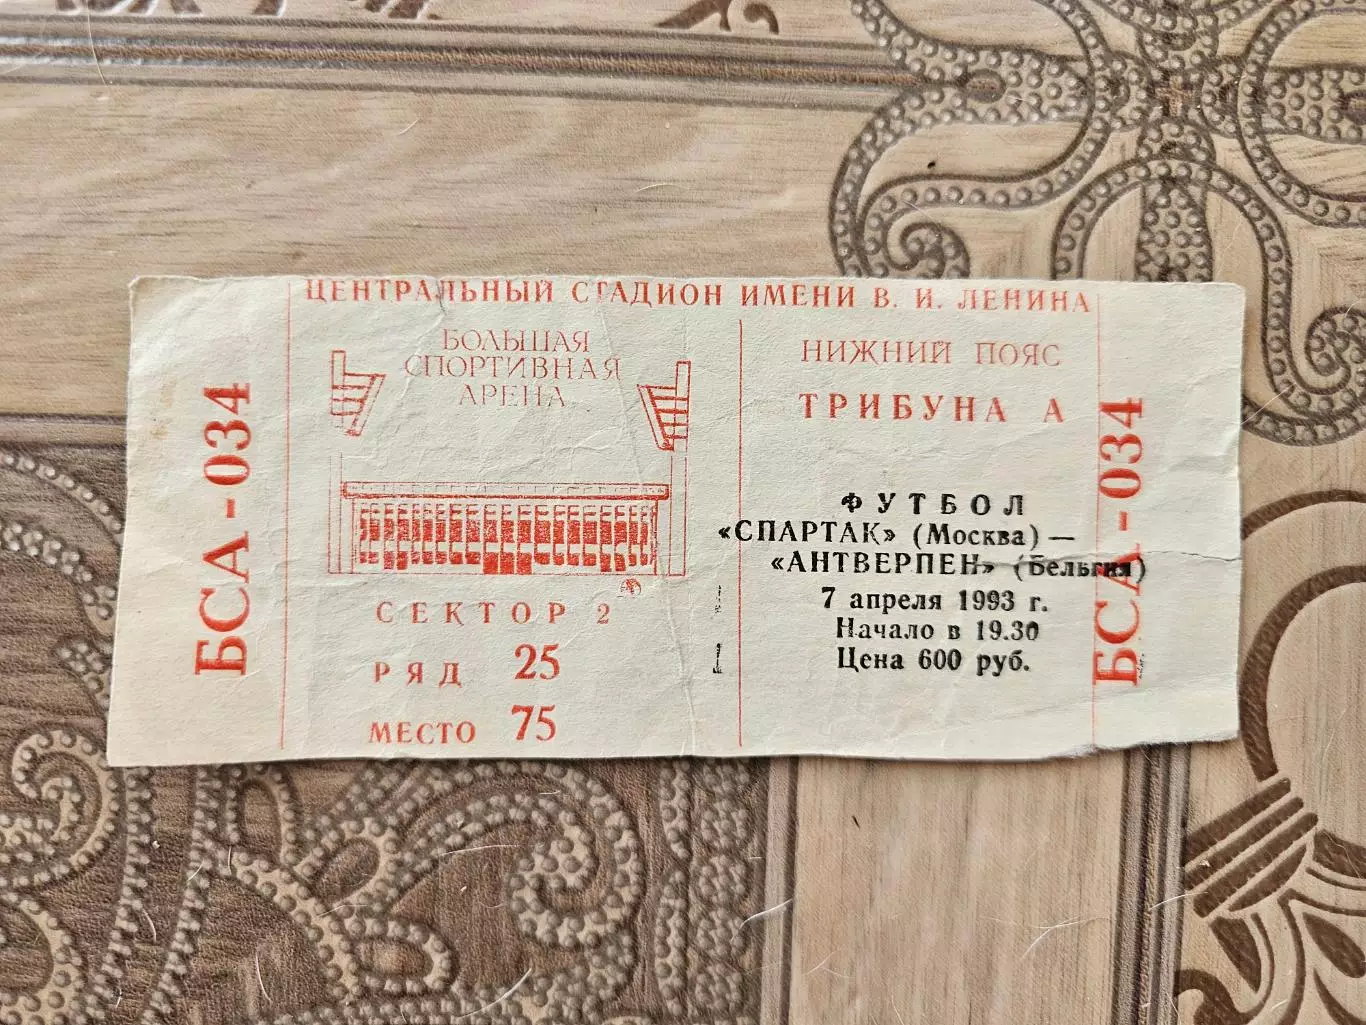 ЦЕНТРАЛЬНЫЙ СТАДИОН ИМЕНИ В. И. ЛЕНИНА
БСА-034
БОЛЬШАЯ
СПОРТИВНАЯ
АРЕНА
СЕКТОР 2
РЯД 25
МЕСТО 75
НИЖНИЙ ПОЯС
ТРИБУНА А
ФУТБОЛ
«СПАРТАК» (Москва) —
«АНТВЕРПЕН» (Бельгия)
7 апреля 1993 г.
Начало в 19.30
Цена 600 руб.
БСА-034